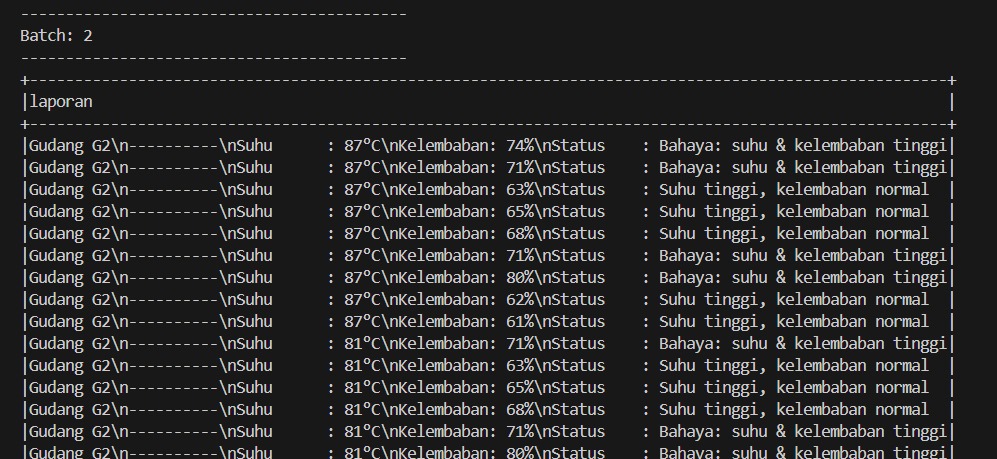 -------------------------------------------
Batch: 2
-------------------------------------------
+------------------------------------------------------------------------------------------------------+
|laporan                                                                                               |
+------------------------------------------------------------------------------------------------------+
|Gudang G2\n----------\nSuhu      : 87°C\nKelembaban: 74%\nStatus    : Bahaya: suhu & kelembaban tinggi|
|Gudang G2\n----------\nSuhu      : 87°C\nKelembaban: 71%\nStatus    : Bahaya: suhu & kelembaban tinggi|
|Gudang G2\n----------\nSuhu      : 87°C\nKelembaban: 63%\nStatus    : Suhu tinggi, kelembaban normal  |
|Gudang G2\n----------\nSuhu      : 87°C\nKelembaban: 65%\nStatus    : Suhu tinggi, kelembaban normal  |
|Gudang G2\n----------\nSuhu      : 87°C\nKelembaban: 68%\nStatus    : Suhu tinggi, kelembaban normal  |
|Gudang G2\n----------\nSuhu      : 87°C\nKelembaban: 71%\nStatus    : Bahaya: suhu & kelembaban tinggi|
|Gudang G2\n----------\nSuhu      : 87°C\nKelembaban: 80%\nStatus    : Bahaya: suhu & kelembaban tinggi|
|Gudang G2\n----------\nSuhu      : 87°C\nKelembaban: 62%\nStatus    : Suhu tinggi, kelembaban normal  |
|Gudang G2\n----------\nSuhu      : 87°C\nKelembaban: 61%\nStatus    : Suhu tinggi, kelembaban normal  |
|Gudang G2\n----------\nSuhu      : 81°C\nKelembaban: 71%\nStatus    : Bahaya: suhu & kelembaban tinggi|
|Gudang G2\n----------\nSuhu      : 81°C\nKelembaban: 63%\nStatus    : Suhu tinggi, kelembaban normal  |
|Gudang G2\n----------\nSuhu      : 81°C\nKelembaban: 65%\nStatus    : Suhu tinggi, kelembaban normal  |
|Gudang G2\n----------\nSuhu      : 81°C\nKelembaban: 68%\nStatus    : Suhu tinggi, kelembaban normal  |
|Gudang G2\n----------\nSuhu      : 81°C\nKelembaban: 71%\nStatus    : Bahaya: suhu & kelembaban tinggi|
|Gudang G2\n----------\nSuhu      : 81°C\nKelembaban: 80%\nStatus    : Bahaya: suhu & kelembaban tinggi|